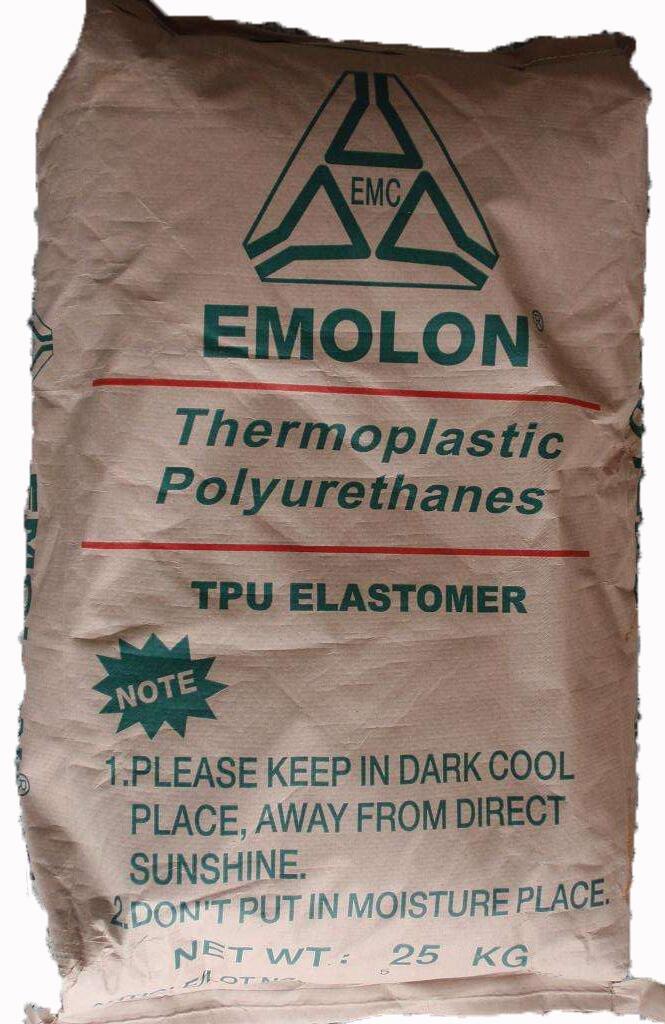 EMC
EMOLON®
Thermoplastic
Polyurethanes
TPU ELASTOMER
NOTE
1.PLEASE KEEP IN DARK COOL
PLACE, AWAY FROM DIRECT
SUNSHINE.
2.DON'T PUT IN MOISTURE PLACE.
NET WT.: 25 KG